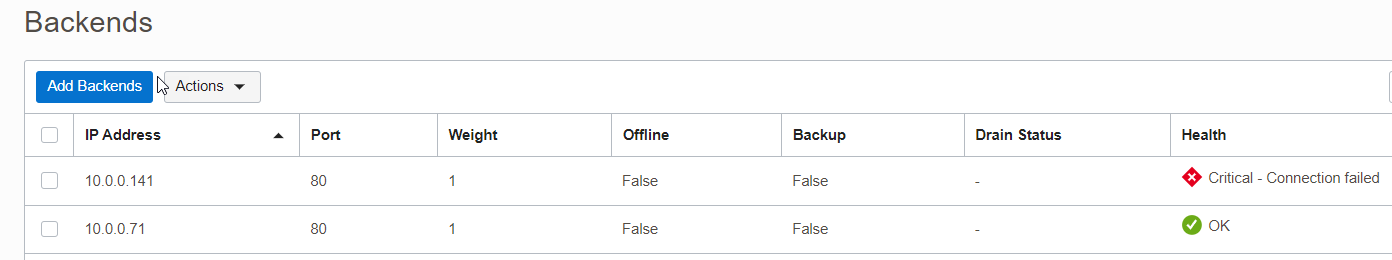 Backends
Add Backends Actions
IP Address Port Weight Offline Backup Drain Status Health
10.0.0.141 80 1 False False - Critical - Connection failed
10.0.0.71 80 1 False False - OK